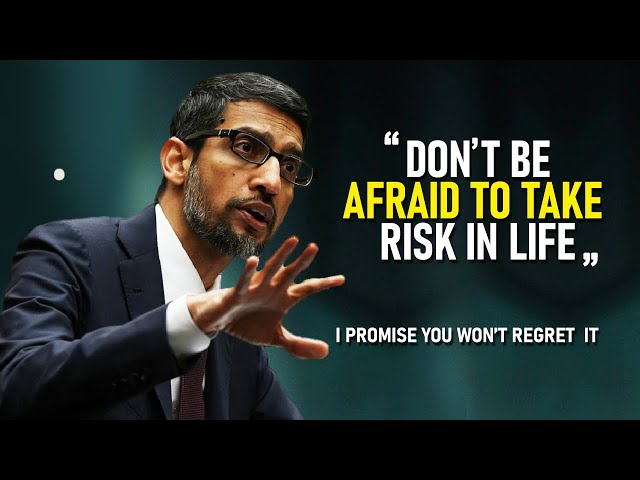 “ DON'T BE
AFRAID TO TAKE
RISK IN LIFE „
I PROMISE YOU WON'T REGRET IT